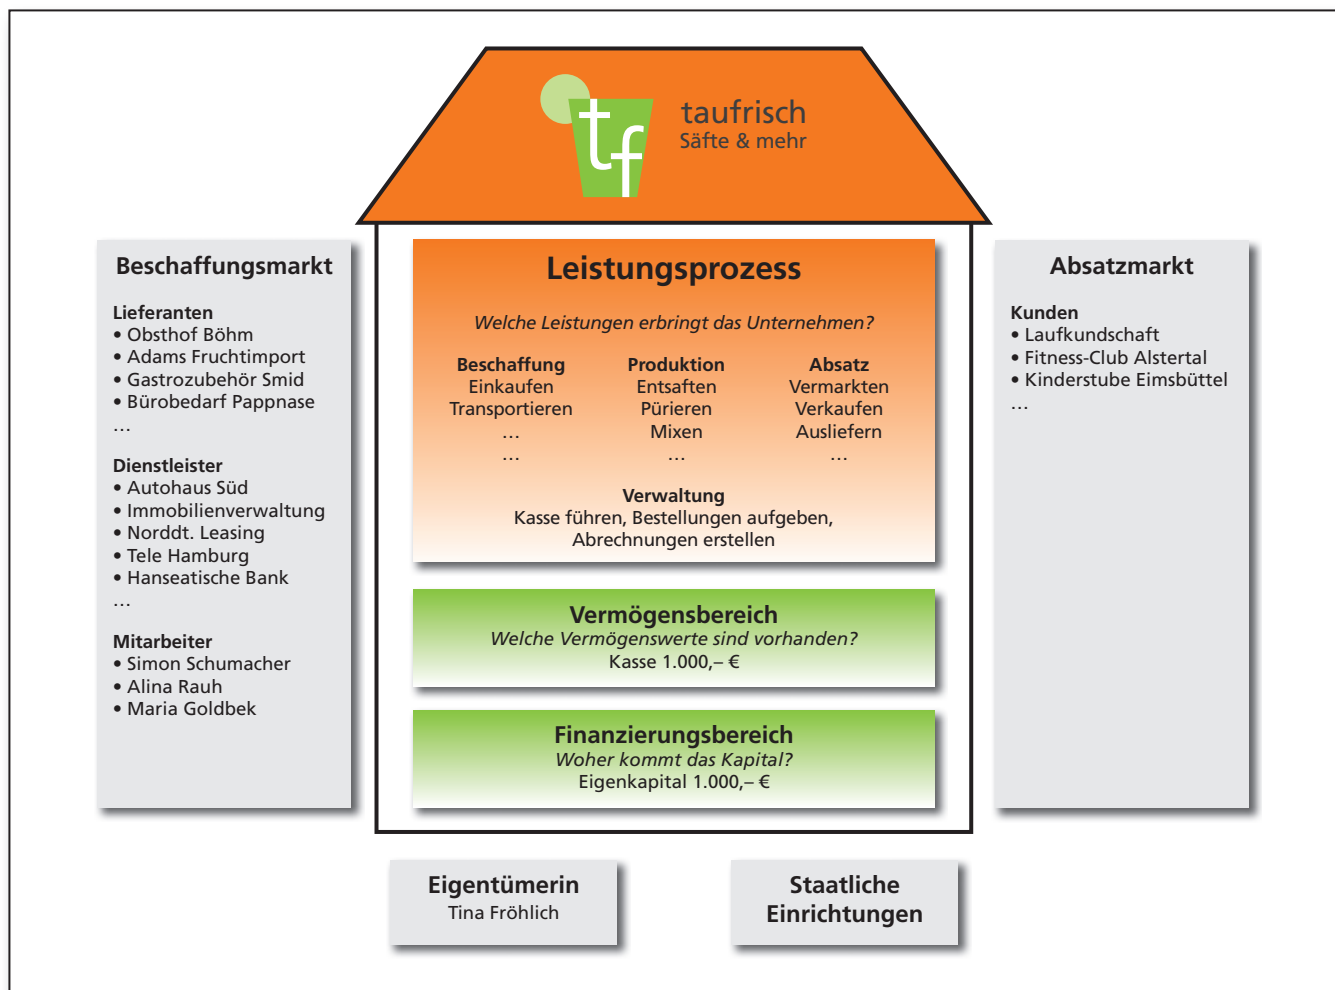 tf
taufrisch
Säfte & mehr
Beschaffungsmarkt
Lieferanten
• Obsthof Böhm
• Adams Fruchtimport
• Gastrozubehör Smid
• Bürobedarf Pappnase
…
Dienstleister
• Autohaus Süd
• Immobilienverwaltung
• Norddt. Leasing
• Tele Hamburg
• Hanseatische Bank
…
Mitarbeiter
• Simon Schumacher
• Alina Rauh
• Maria Goldbek
Leistungsprozess
Welche Leistungen erbringt das Unternehmen?
Beschaffung
Einkaufen
Transportieren
…
…
Produktion
Entsaften
Pürieren
Mixen
…
Absatz
Vermarkten
Verkaufen
Ausliefern
…
Verwaltung
Kasse führen, Bestellungen aufgeben,
Abrechnungen erstellen
Vermögensbereich
Welche Vermögenswerte sind vorhanden?
Kasse 1.000,– €
Finanzierungsbereich
Woher kommt das Kapital?
Eigenkapital 1.000,– €
Absatzmarkt
Kunden
• Laufkundschaft
• Fitness-Club Alstertal
• Kinderstube Eimsbüttel
…
Eigentümerin
Tina Fröhlich
Staatliche
Einrichtungen